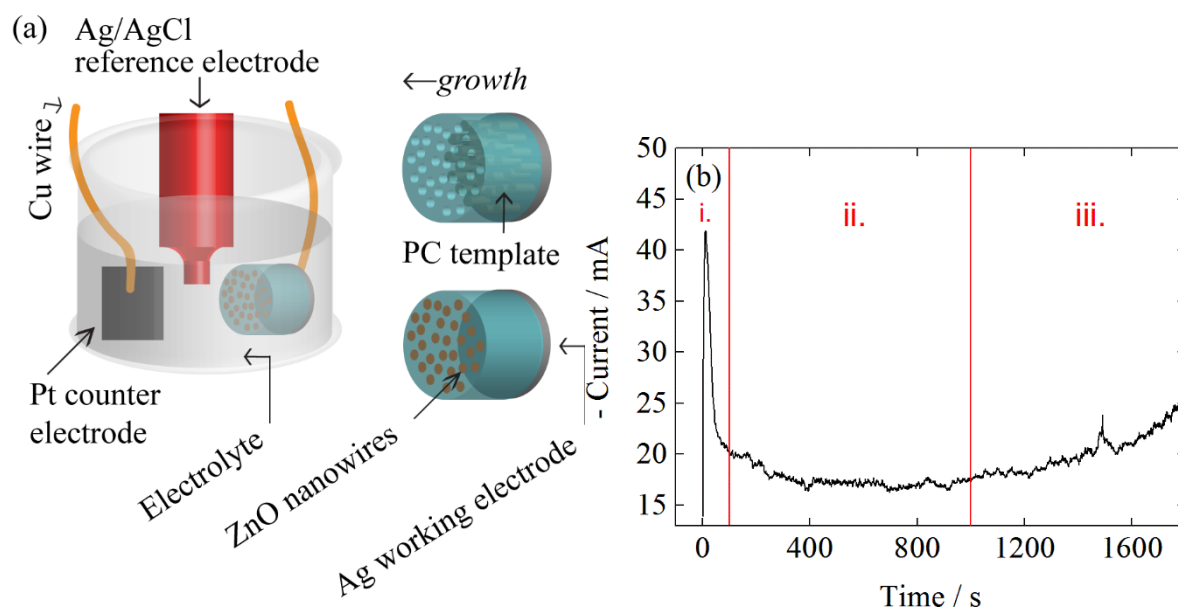 (a)
Ag/AgCl
reference electrode
Cu wire
←growth
PC template
Pt counter
electrode
Electrolyte
ZnO nanowires
Ag working electrode
(b)
i.
ii.
iii.
- Current / mA
50
45
40
35
30
25
20
15
0
400
800
1200
1600
Time / s